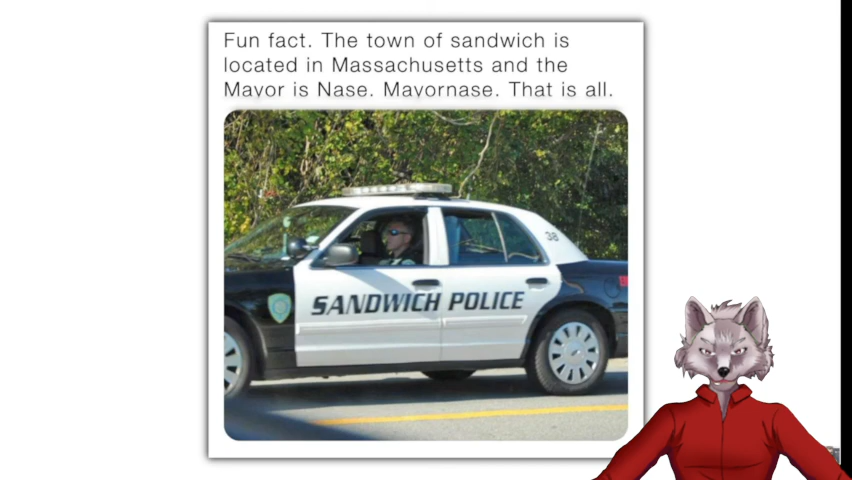 Fun fact. The town of sandwich is
located in Massachusetts and the
Mayor is Nase. Mayornase. That is all.
38
SANDWICH POLICE